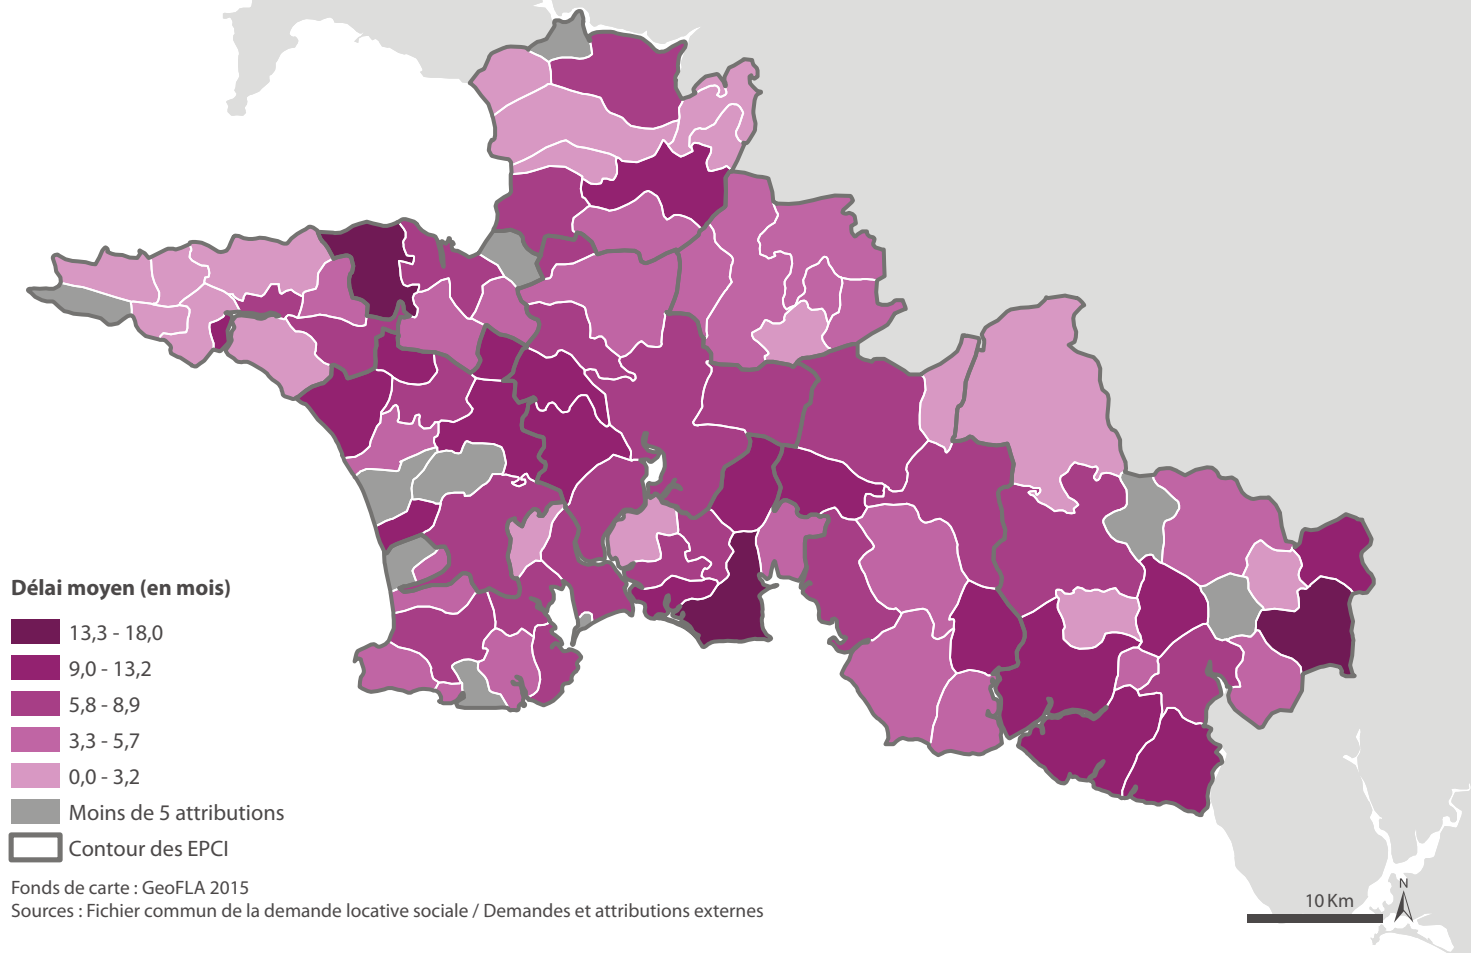 Délai moyen (en mois)
13,3 - 18,0
9,0 - 13,2
5,8 - 8,9
3,3 - 5,7
0,0 - 3,2
Moins de 5 attributions
Contour des EPCI
Fonds de carte : GeoFLA 2015
Sources : Fichier commun de la demande locative sociale / Demandes et attributions externes
10 Km
N